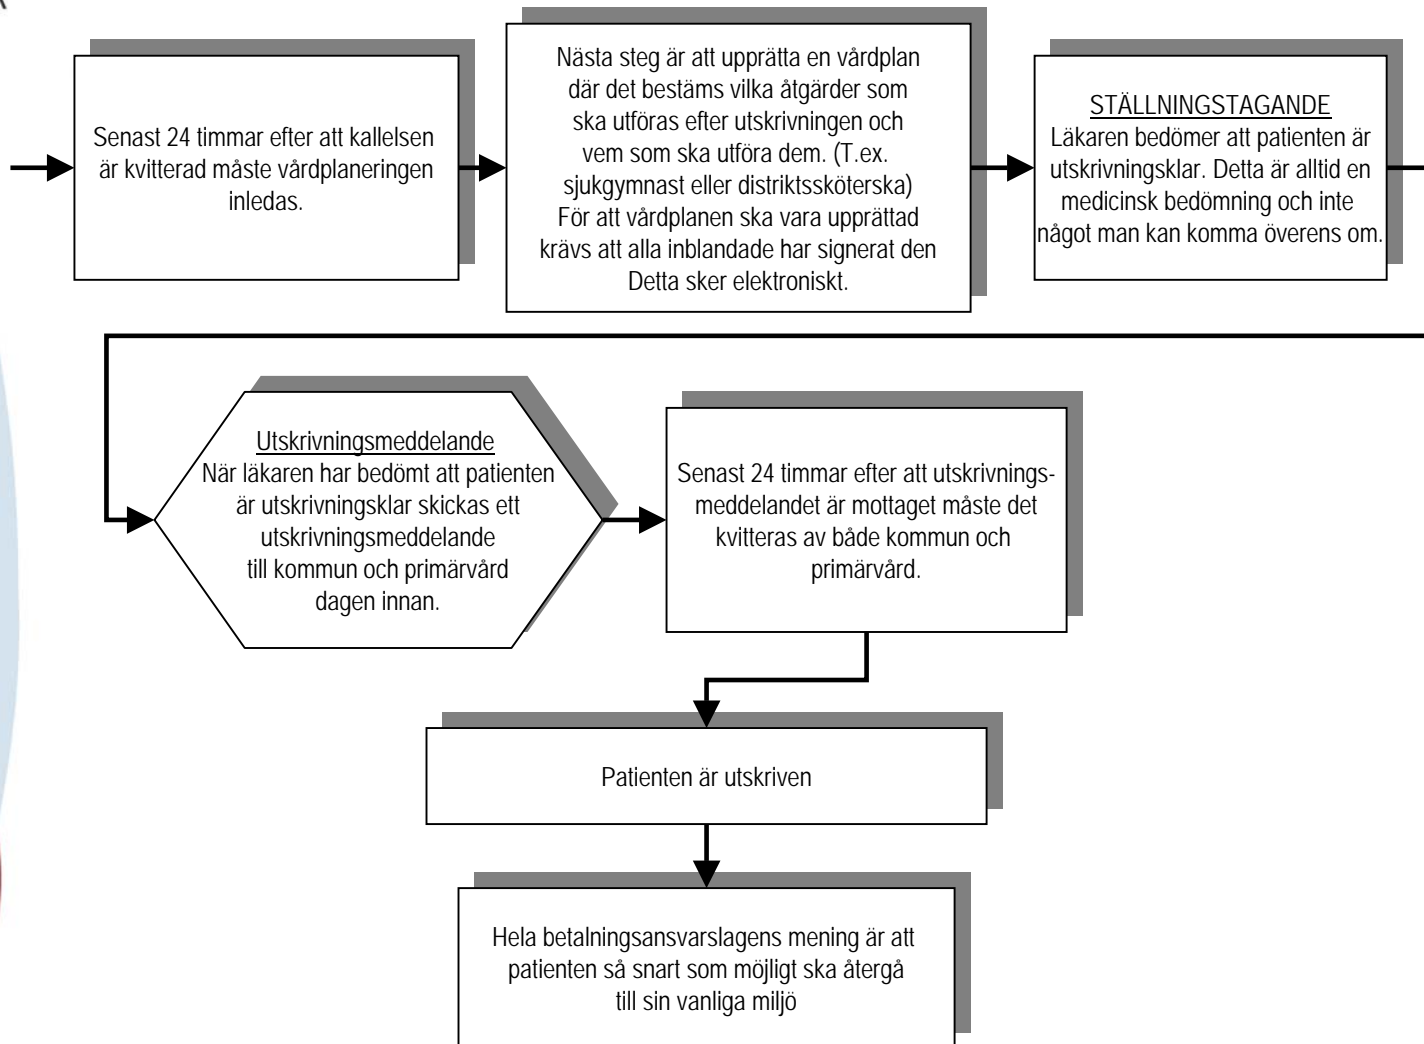 Senast 24 timmar efter att kallelsen
är kvitterad måste vårdplaneringen
inledas.
Nästa steg är att upprätta en vårdplan
där det bestäms vilka åtgärder som
ska utföras efter utskrivningen och
vem som ska utföra dem. (T.ex.
sjukgymnast eller distriktssköterska)
För att vårdplanen ska vara upprättad
krävs att alla inblandade har signerat den
Detta sker elektroniskt.
STÄLLNINGSTAGANDE
Läkaren bedömer att patienten är
utskrivningsklar. Detta är alltid en
medicinsk bedömning och inte
något man kan komma överens om.
Utskrivningsmeddelande
När läkaren har bedömt att patienten
är utskrivningsklar skickas ett
utskrivningsmeddelande
till kommun och primärvård
dagen innan.
Senast 24 timmar efter att utskrivnings-
meddelandet är mottaget måste det
kvitteras av både kommun och
primärvård.
Patienten är utskriven
Hela betalningsansvarslagens mening är att
patienten så snart som möjligt ska återgå
till sin vanliga miljö